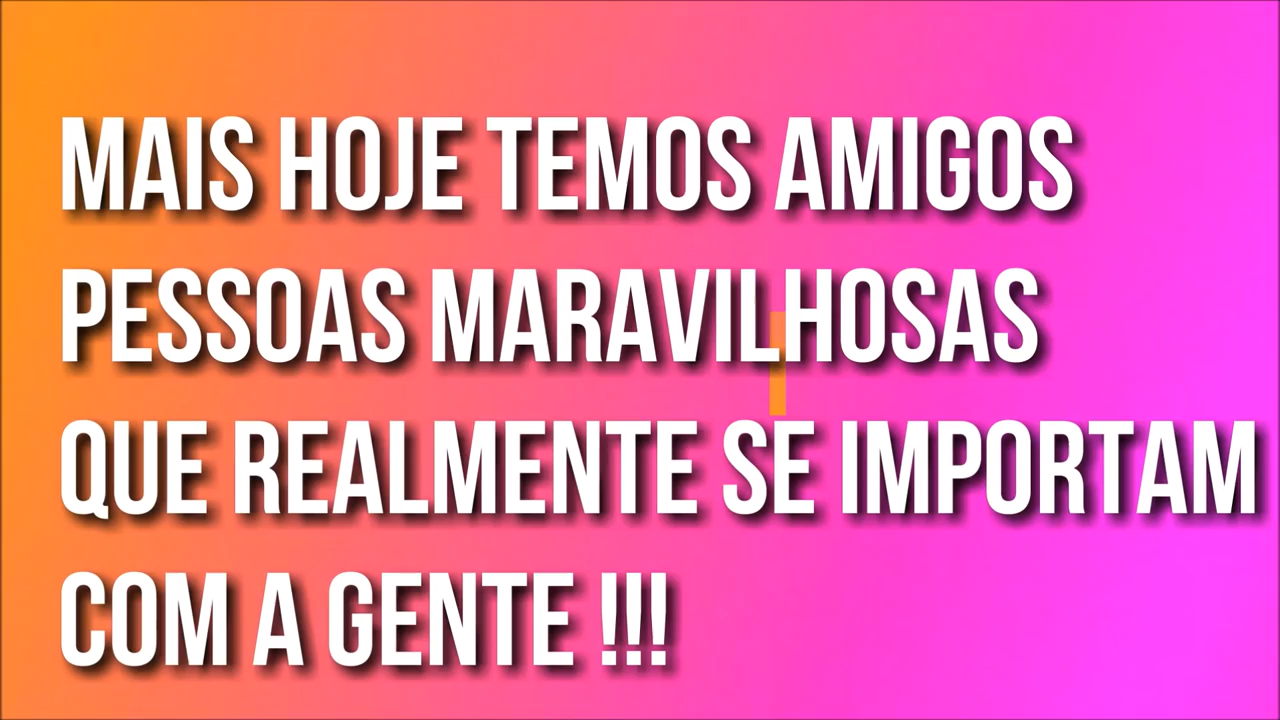 MAIS HOJE TEMOS AMIGOS
PESSOAS MARAVILHOSAS
QUE REALMENTE SE IMPORTAM
COM A GENTE !!!